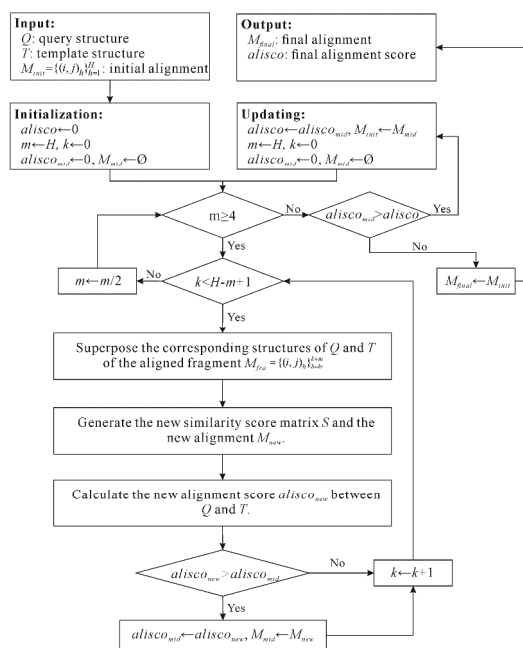 Input:
Q: query structure
T: template structure
M_init={(i, j)_h}_{h=1}^H: initial alignment
Output:
M_final: final alignment
alisco: final alignment score
Initialization:
alisco←0
m←H, k←0
alisco_mid←0, M_mid←Ø
Updating:
alisco←alisco_mid, M_init←M_mid
m←H, k←0
alisco_mid←0, M_mid←Ø
m≥4
No
alisco_mid>alisco
Yes
Yes
No
m←m/2
No
k<H-m+1
M_final←M_init
Yes
Superpose the corresponding structures of Q and T
of the aligned fragment M_fra = {(i, j)_h}_{h=k}^{k+m}
Generate the new similarity score matrix S and the
new alignment M_new.
Calculate the new alignment score alisco_new between
Q and T.
alisco_new>alisco_mid
No
k←k+1
Yes
alisco_mid←alisco_new, M_mid←M_new